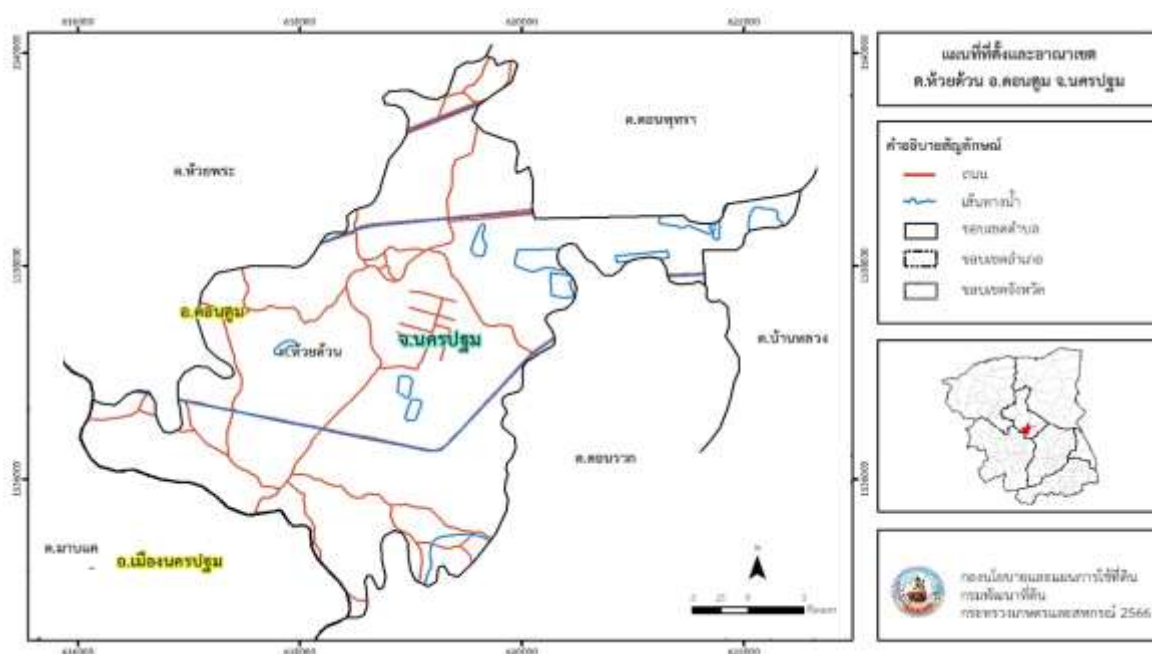 แผนที่ที่ตั้งและอาณาเขต
ต.ห้วยด้วน อ.ดอนตูม จ.นครปฐม
คำอธิบายสัญลักษณ์
ถนน
เส้นทางน้ำ
ขอบเขตตำบล
ขอบเขตอำเภอ
ขอบเขตจังหวัด
ต.ดอนพุทรา
ต.ห้วยพระ
อ.ดอนตูม
ต.ห้วยด้วน
จ.นครปฐม
ต.บ้านหลวง
ต.ดอนรวก
ต.มาบแค
อ.เมืองนครปฐม
กองนโยบายและแผนการใช้ที่ดิน
กรมพัฒนาที่ดิน
กระทรวงเกษตรและสหกรณ์ 2566